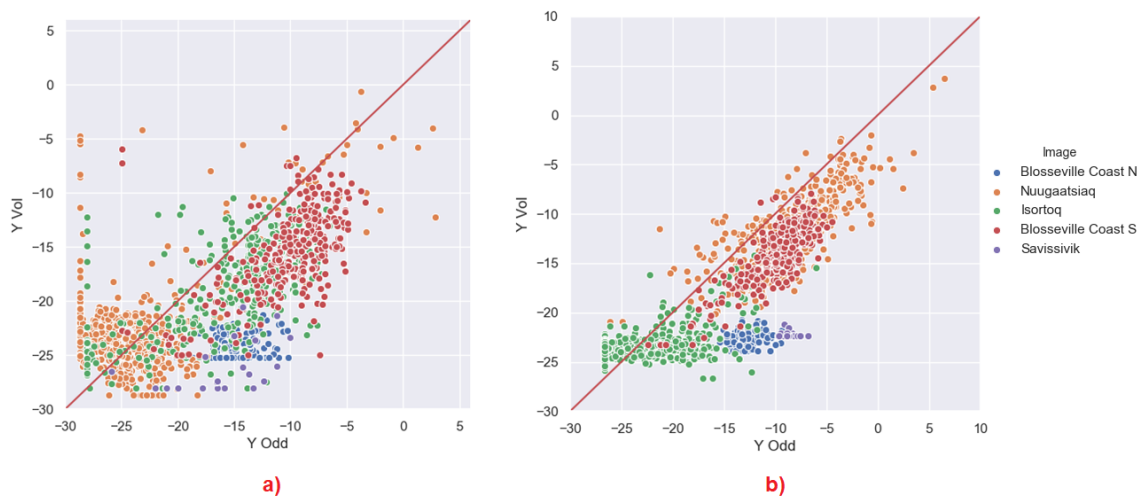 5
0
−5
−10
−15
−20
−25
−30
Y Vol
−30 −25 −20 −15 −10 −5 0 5
Y Odd
a)
10
5
0
−5
−10
−15
−20
−25
−30
Y Vol
−30 −25 −20 −15 −10 −5 0 5 10
Y Odd
b)
Image
Blosseville Coast N
Nuugaatsiaq
Isortoq
Blosseville Coast S
Savissivik